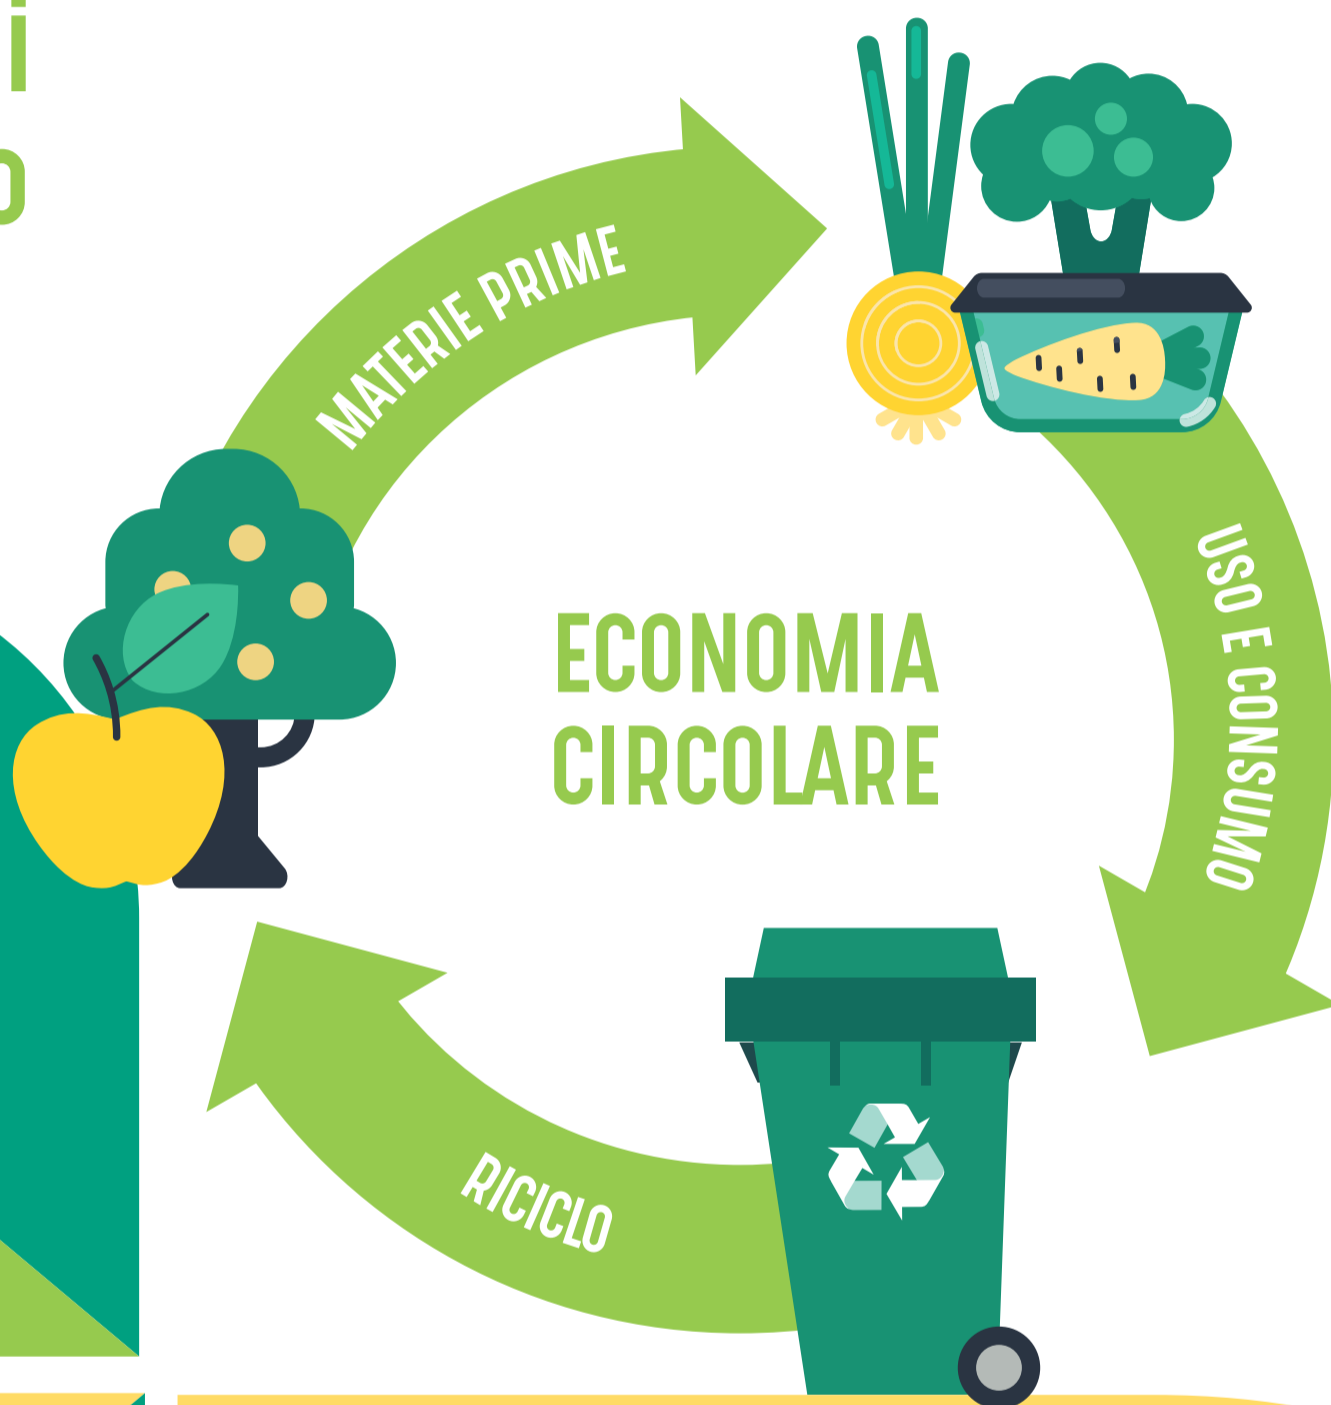 i
o
MATERIE PRIME
USO E CONSUMO
ECONOMIA
CIRCOLARE
RICICLO